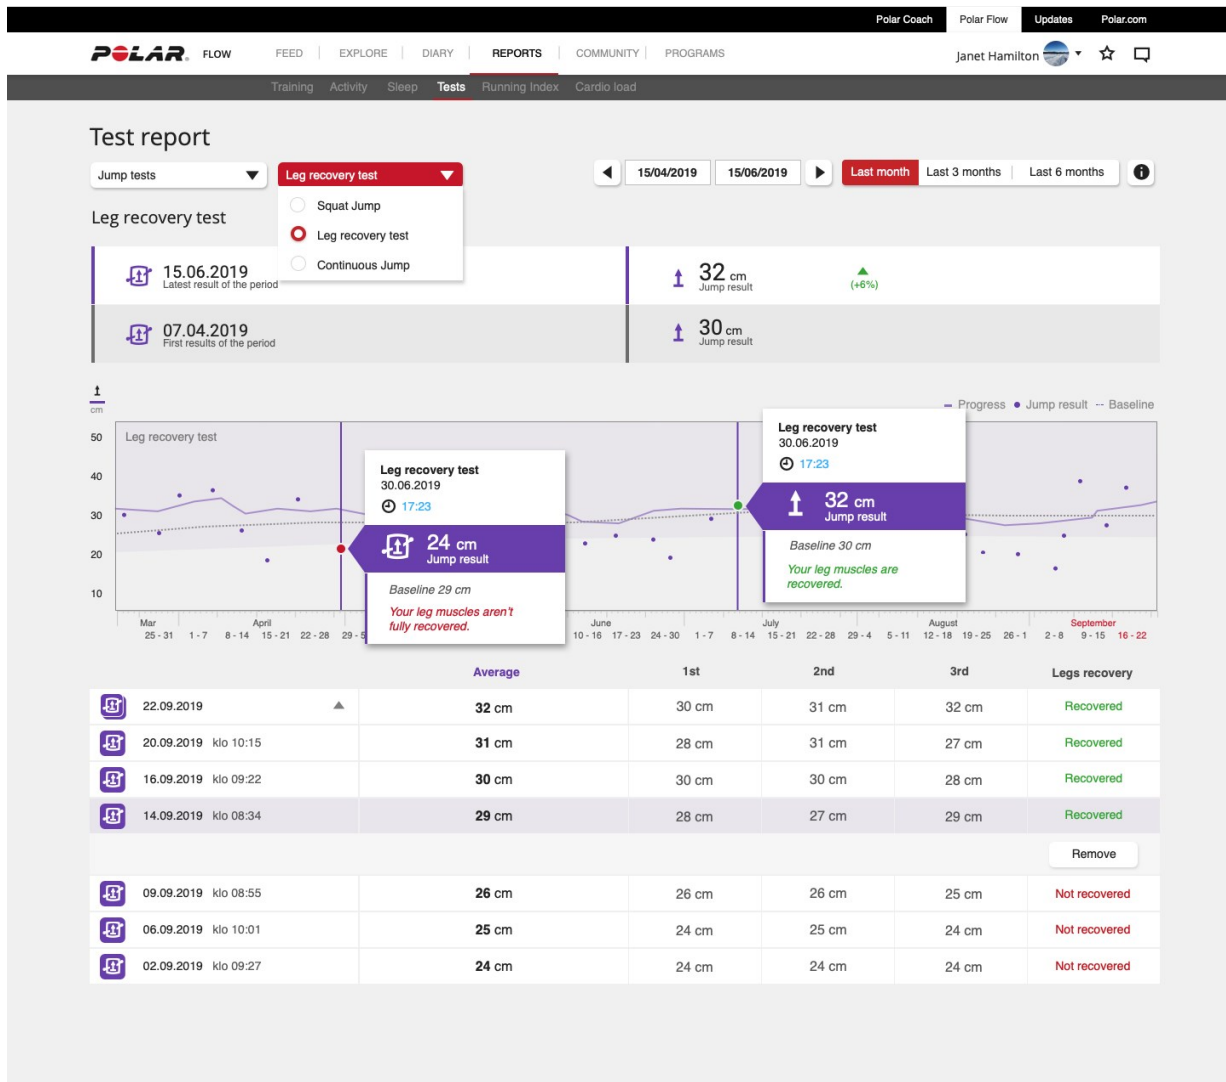 Polar Coach Polar Flow Updates Polar.com
POLAR. FLOW FEED EXPLORE DIARY REPORTS COMMUNITY PROGRAMS Janet Hamilton
Training Activity Sleep Tests Running Index Cardio load
Test report
Jump tests Leg recovery test 15/04/2019 15/06/2019 Last month Last 3 months Last 6 months i
Squat Jump
Leg recovery test
Continuous Jump
Leg recovery test
15.06.2019
Latest result of the period
32 cm
Jump result
(+6%)
07.04.2019
First results of the period
30 cm
Jump result
cm
Progress Jump result Baseline
50
40
30
20
10
Leg recovery test
Leg recovery test
30.06.2019
17:23
24 cm
Jump result
Baseline 29 cm
Your leg muscles aren't
fully recovered.
Leg recovery test
30.06.2019
17:23
32 cm
Jump result
Baseline 30 cm
Your leg muscles are
recovered.
Mar April June July August September
25 - 31 1 - 7 8 - 14 15 - 21 22 - 28 29 - 5 10 - 16 17 - 23 24 - 30 1 - 7 8 - 14 15 - 21 22 - 28 29 - 4 5 - 11 12 - 18 19 - 25 26 - 1 2 - 8 9 - 15 16 - 22
Average 1st 2nd 3rd Legs recovery
22.09.2019 32 cm 30 cm 31 cm 32 cm Recovered
20.09.2019 klo 10:15 31 cm 28 cm 31 cm 27 cm Recovered
16.09.2019 klo 09:22 30 cm 30 cm 30 cm 28 cm Recovered
14.09.2019 klo 08:34 29 cm 28 cm 27 cm 29 cm Recovered
Remove
09.09.2019 klo 08:55 26 cm 26 cm 26 cm 25 cm Not recovered
06.09.2019 klo 10:01 25 cm 24 cm 25 cm 24 cm Not recovered
02.09.2019 klo 09:27 24 cm 24 cm 24 cm 24 cm Not recovered